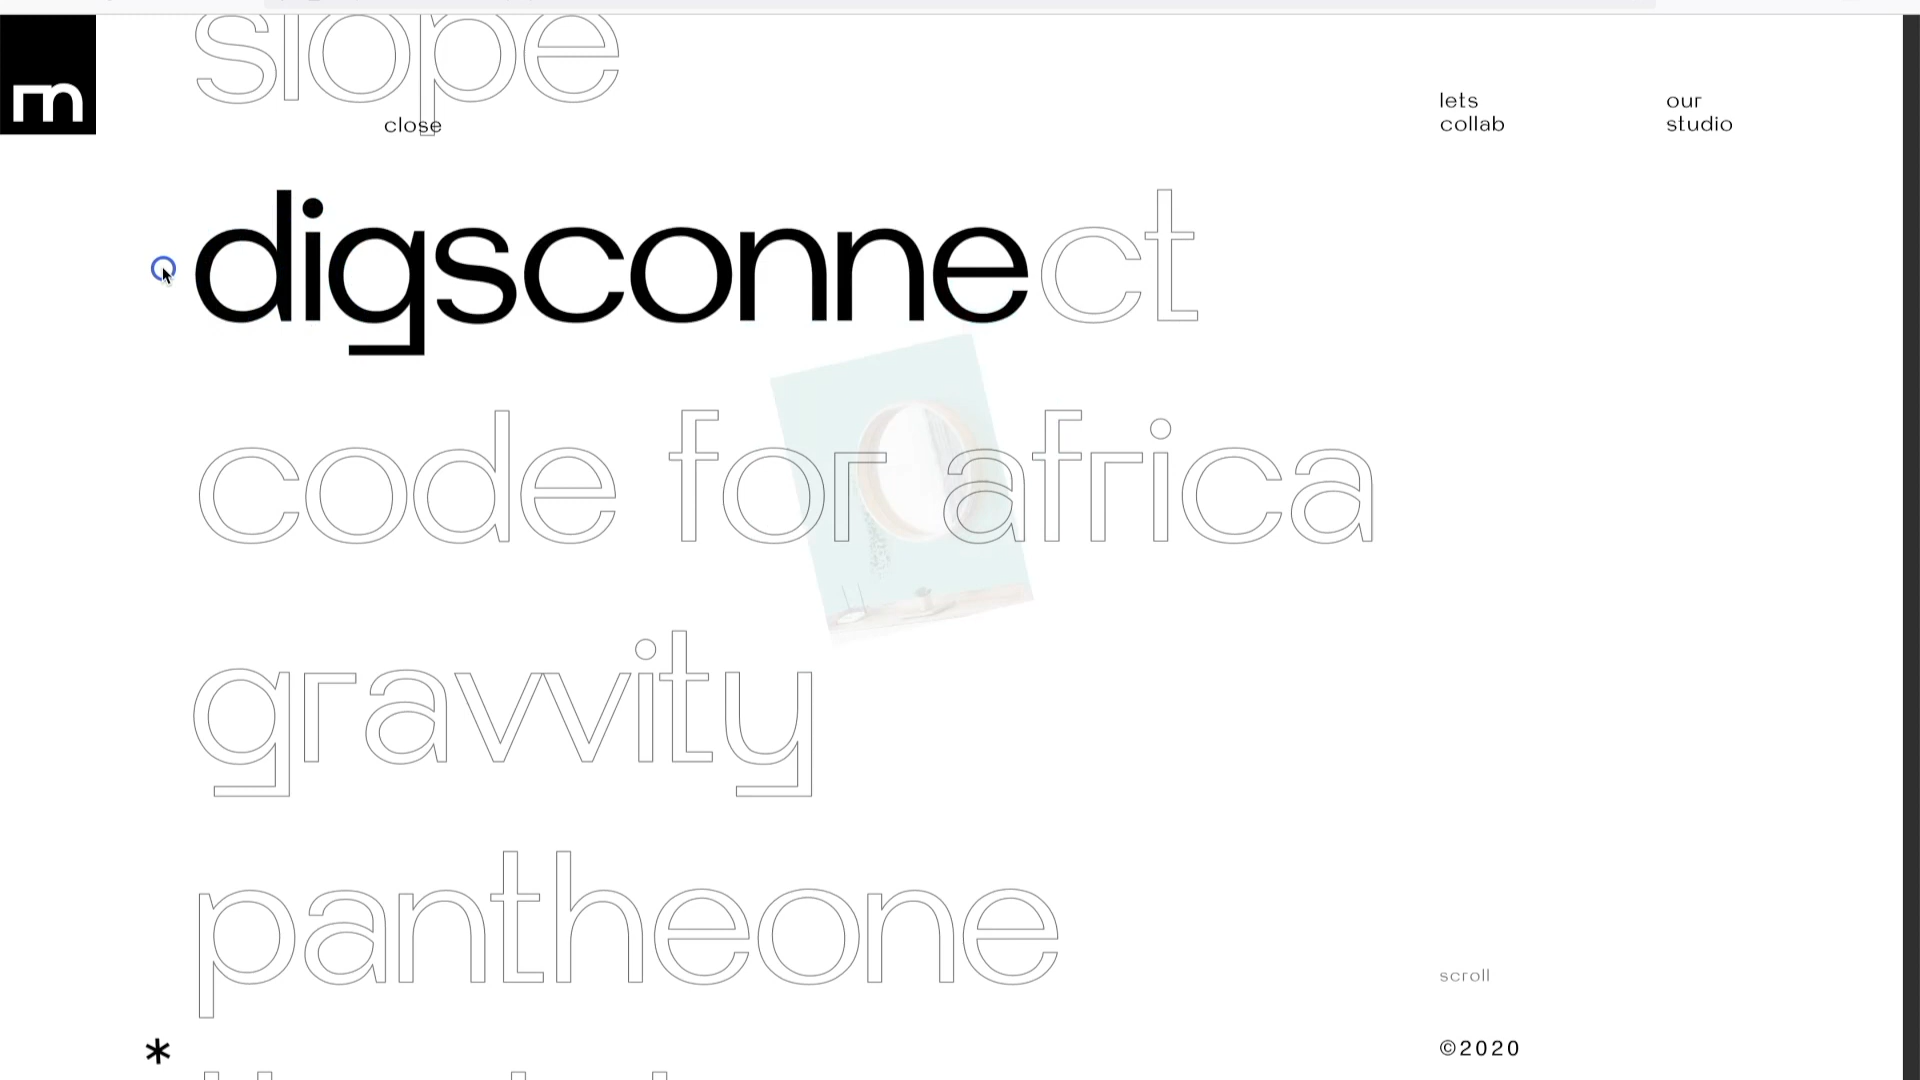 slope
m
lets
collab
our
studio
close
digsconnect
code for africa
gravvity
pantheone
scroll
*
©2020